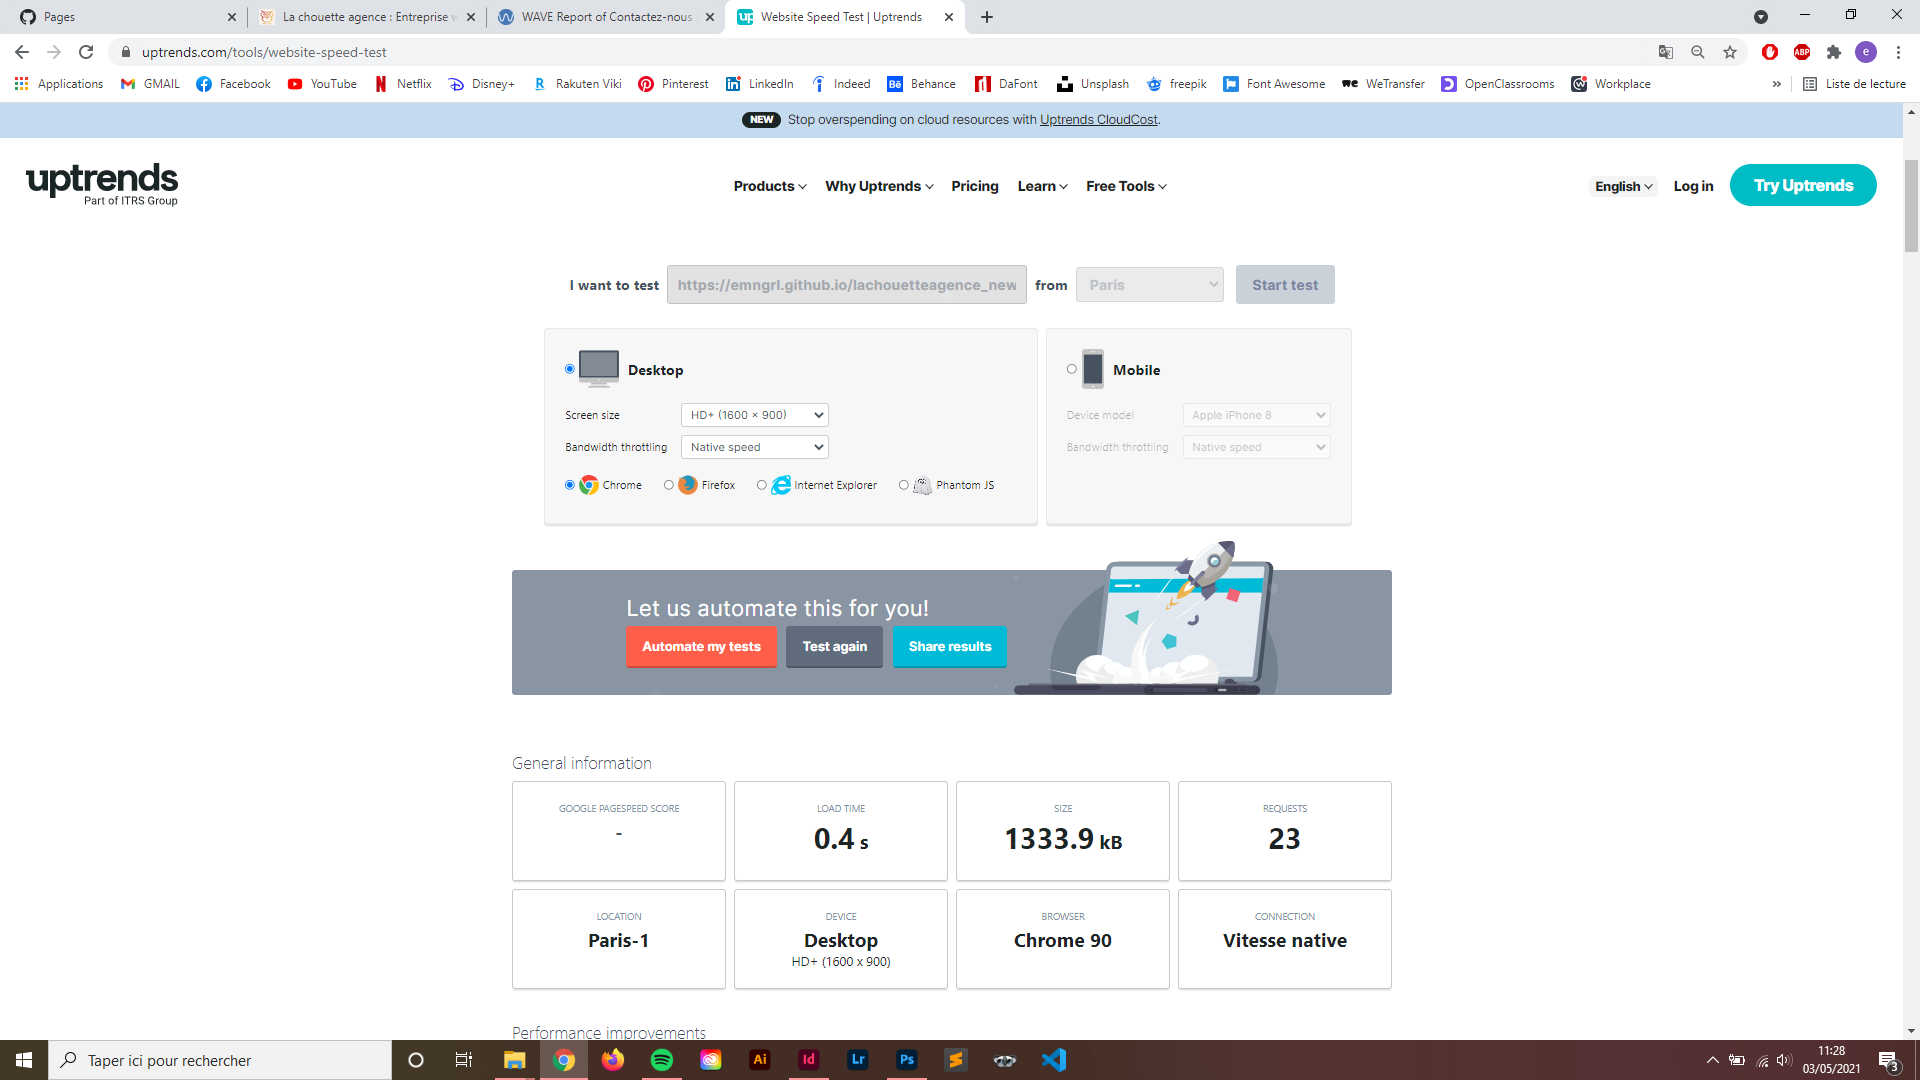 Pages
La chouette agence : Entreprise w
WAVE Report of Contactez-nous
Website Speed Test | Uptrends
uptrends.com/tools/website-speed-test
ABP
e
Applications
GMAIL
Facebook
YouTube
Netflix
Disney+
Rakuten Viki
Pinterest
LinkedIn
Indeed
Behance
DaFont
Unsplash
freepik
Font Awesome
WeTransfer
OpenClassrooms
Workplace
»
Liste de lecture
NEW Stop overspending on cloud resources with Uptrends CloudCost.
uptrends
Part of ITRS Group
Products
Why Uptrends
Pricing
Learn
Free Tools
English
Log in
Try Uptrends
I want to test https://emngrl.github.io/lachouetteagence_new from Paris Start test
Desktop
Screen size HD+ (1600 × 900)
Bandwidth throttling Native speed
Chrome Firefox Internet Explorer Phantom JS
Mobile
Device model Apple iPhone 8
Bandwidth throttling Native speed
Let us automate this for you!
Automate my tests Test again Share results
General information
GOOGLE PAGESPEED SCORE
-
LOAD TIME
0.4 s
SIZE
1333.9 kB
REQUESTS
23
LOCATION
Paris-1
DEVICE
Desktop
HD+ (1600 x 900)
BROWSER
Chrome 90
CONNECTION
Vitesse native
Performance improvements
Taper ici pour rechercher
Ai
Id
Lr
Ps
11:28
03/05/2021
3